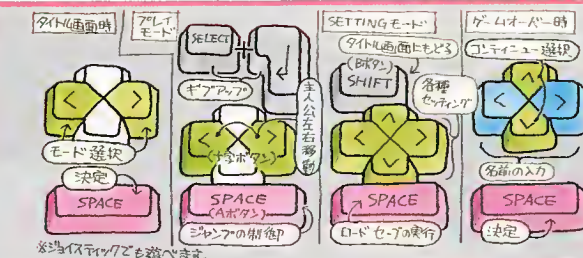 タイトル画面時
モード選択
決定
SPACE
プレイモード
SELECT
ギブアップ
主人公左右移動
(十字ボタン)
SPACE
(Aボタン)
ジャンプの制御
SETTINGモード
タイトル画面にもどる
(Bボタン)
SHIFT
各種セッティング
SPACE
ロードセーブの実行
ゲームオーバー時
コンティニュー選択
名前の入力
SPACE
決定
※ジョイスティックでも遊べます。